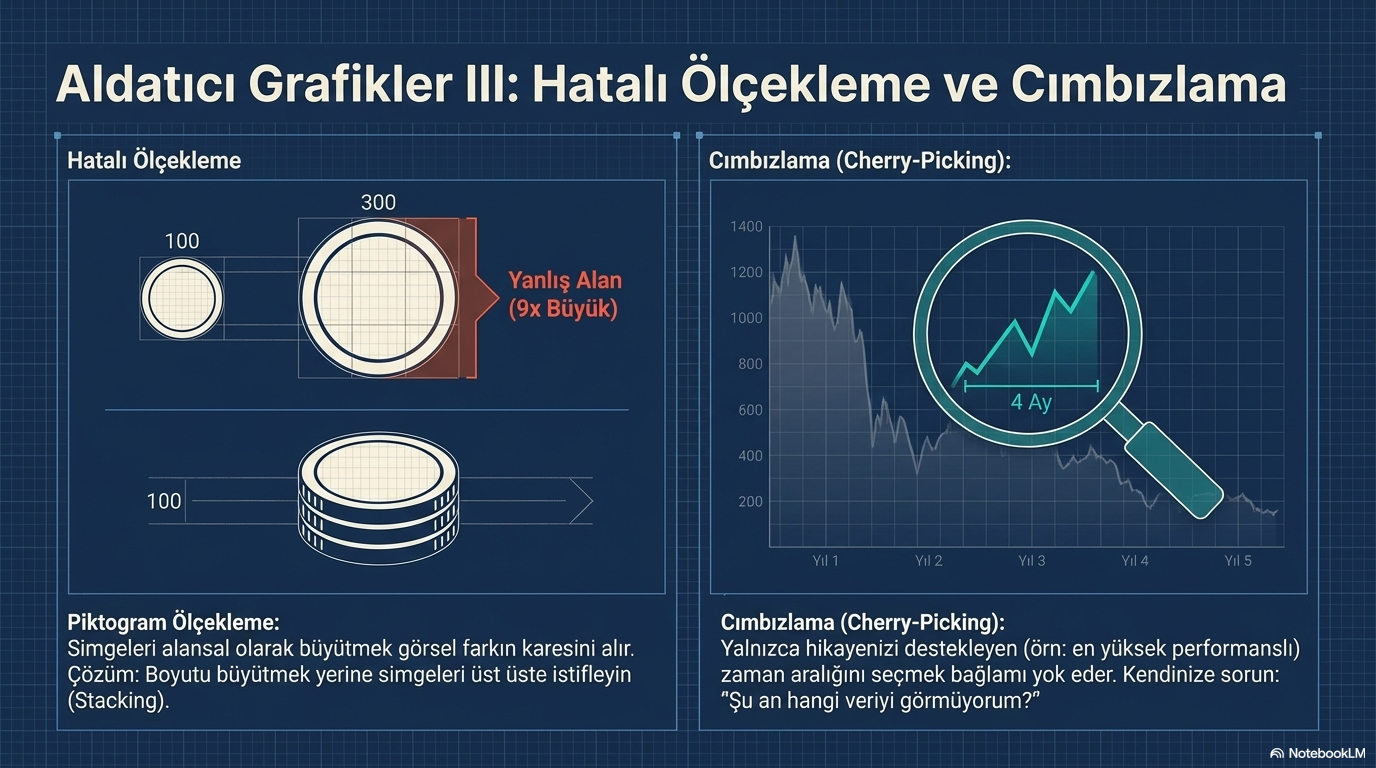 Aldatıcı Grafikler III: Hatalı Ölçekleme ve Cımbızlama
Hatalı Ölçekleme
100
300
Yanlış Alan
(9x Büyük)
100
Piktogram Ölçekleme:
Simgeleri alansal olarak büyütmek görsel farkın karesini alır.
Çözüm: Boyutu büyütmek yerine simgeleri üst üste istifleyin
(Stacking).
Cımbızlama (Cherry-Picking):
1400
1200
1000
800
600
400
200
4 Ay
Yıl 1
Yıl 2
Yıl 3
Yıl 4
Yıl 5
Cımbızlama (Cherry-Picking):
Yalnızca hikayenizi destekleyen (örn: en yüksek performanslı)
zaman aralığını seçmek bağlamı yok eder. Kendinize sorun:
"Şu an hangi veriyi görmüyorum?"
NotebookLM